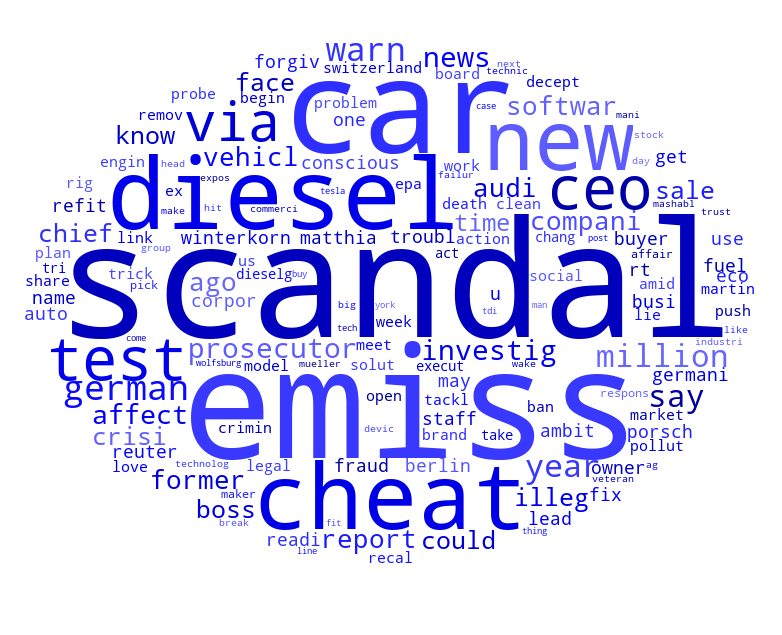 next
warn
news
forgiv
switzerland
board
technic
face
car
decept
probe
begin
problem
case
softwar
remov
via
one
new
mani
know
stock
engin
vehicl
conscious
work
day
get
head
diesel
failur
rig
expos
epa
audi
ceo
sale
ex
tesla
refit
make
hit
commerci
death
clean
mashabl
trust
chief
link
winterkorn
matthia
troubl
time
compani
action
chang
post
buyer
use
plan
group
act
affair
tri
trick
us
dieselg
buy
scandal
social
rt
fuel
eco
share
pick
ago
amid
martin
name
corpor
big
york
u
man
busi
auto
tdi
lie
push
tech
week
like
come
test
prosecutor
meet
investig
industri
wolfsburg
mueller
million
model
solut
execut
wake
german
emiss
may
germani
open
tackl
respons
say
affect
staff
ban
market
crimin
devic
crisi
brand
take
ambit
porsch
reuter
pollut
love
technolog
legal
fraud
berlin
year
owner
ag
former
cheat
veteran
maker
illeg
fix
boss
break
fit
lead
thing
readi
report
could
line
recal